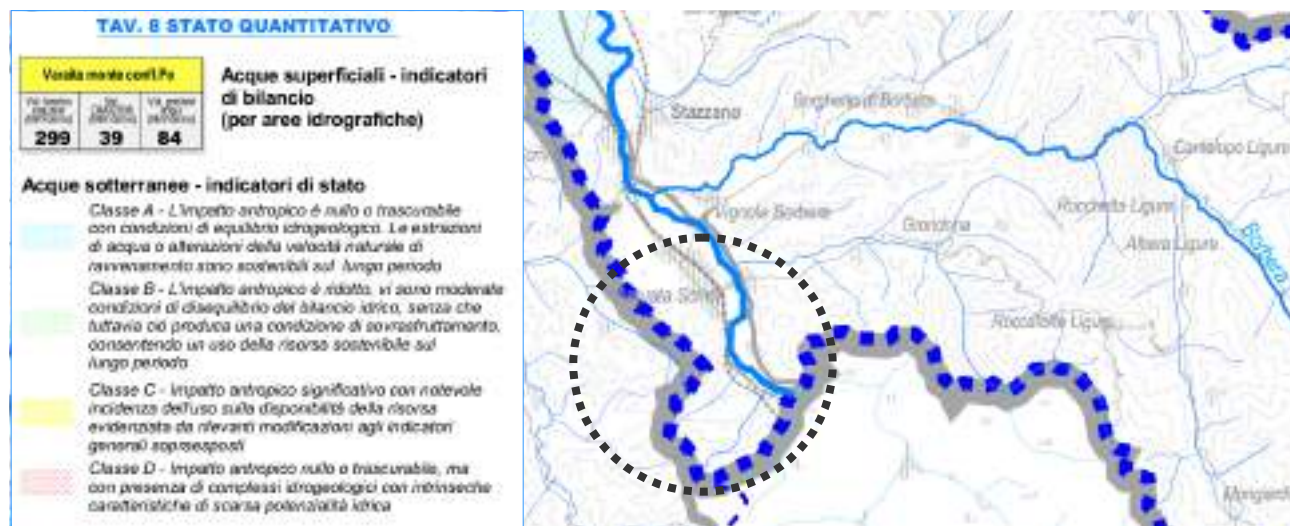 TAV. 8 STATO QUANTITATIVO
Varaita monte confl.Po
299 39 84
Acque superficiali - indicatori
di bilancio
(per aree idrografiche)
Acque sotterranee - indicatori di stato
Classe A - L'impatto antropico è nullo o trascurabile
con condizioni di equilibrio idrogeologico. Le estrazioni
di acqua o alterazioni della velocità naturale di
ravvenamento sono sostenibili sul lungo periodo
Classe B - L'impatto antropico è ridotto, vi sono moderate
condizioni di disequilibrio del bilancio idrico, senza che
tuttavia ciò produca una condizione di sovrasfruttamento,
consentendo un uso della risorsa sostenibile sul
lungo periodo
Classe C - Impatto antropico significativo con notevole
incidenza dell'uso sulla disponibilità della risorsa
evidenziata da rilevanti modificazioni agli indicatori
generali sopraesposti
Classe D - Impatto antropico nullo o trascurabile, ma
con presenza di complessi idrogeologici con intrinseche
caratteristiche di scarsa potenzialità idrica
Stazzano
Borghetto di Borbera
Cantalupo Ligure
Vignole Borbera
Rocchetta Ligure
Grondona
Albera Ligure
Borbera
Roccaforte Ligure